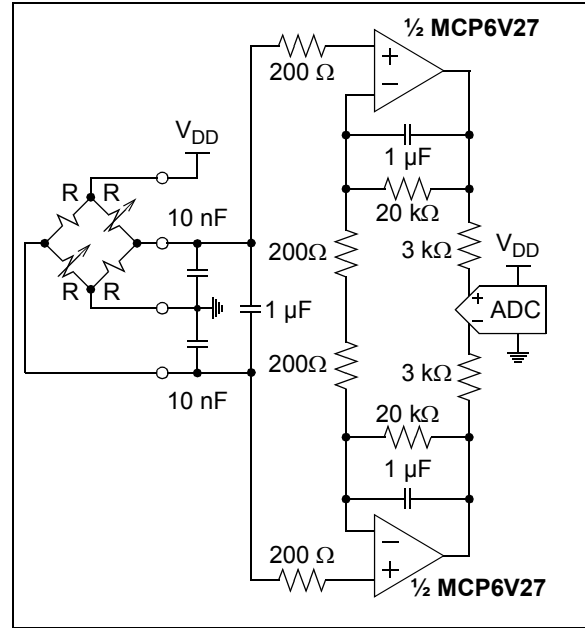 ½ MCP6V27
+
−
200 Ω
V_DD
1 µF
R R
10 nF
20 kΩ
200Ω
3 kΩ
V_DD
1 µF
+
−
ADC
R R
200Ω
3 kΩ
10 nF
20 kΩ
1 µF
200 Ω
−
+
½ MCP6V27